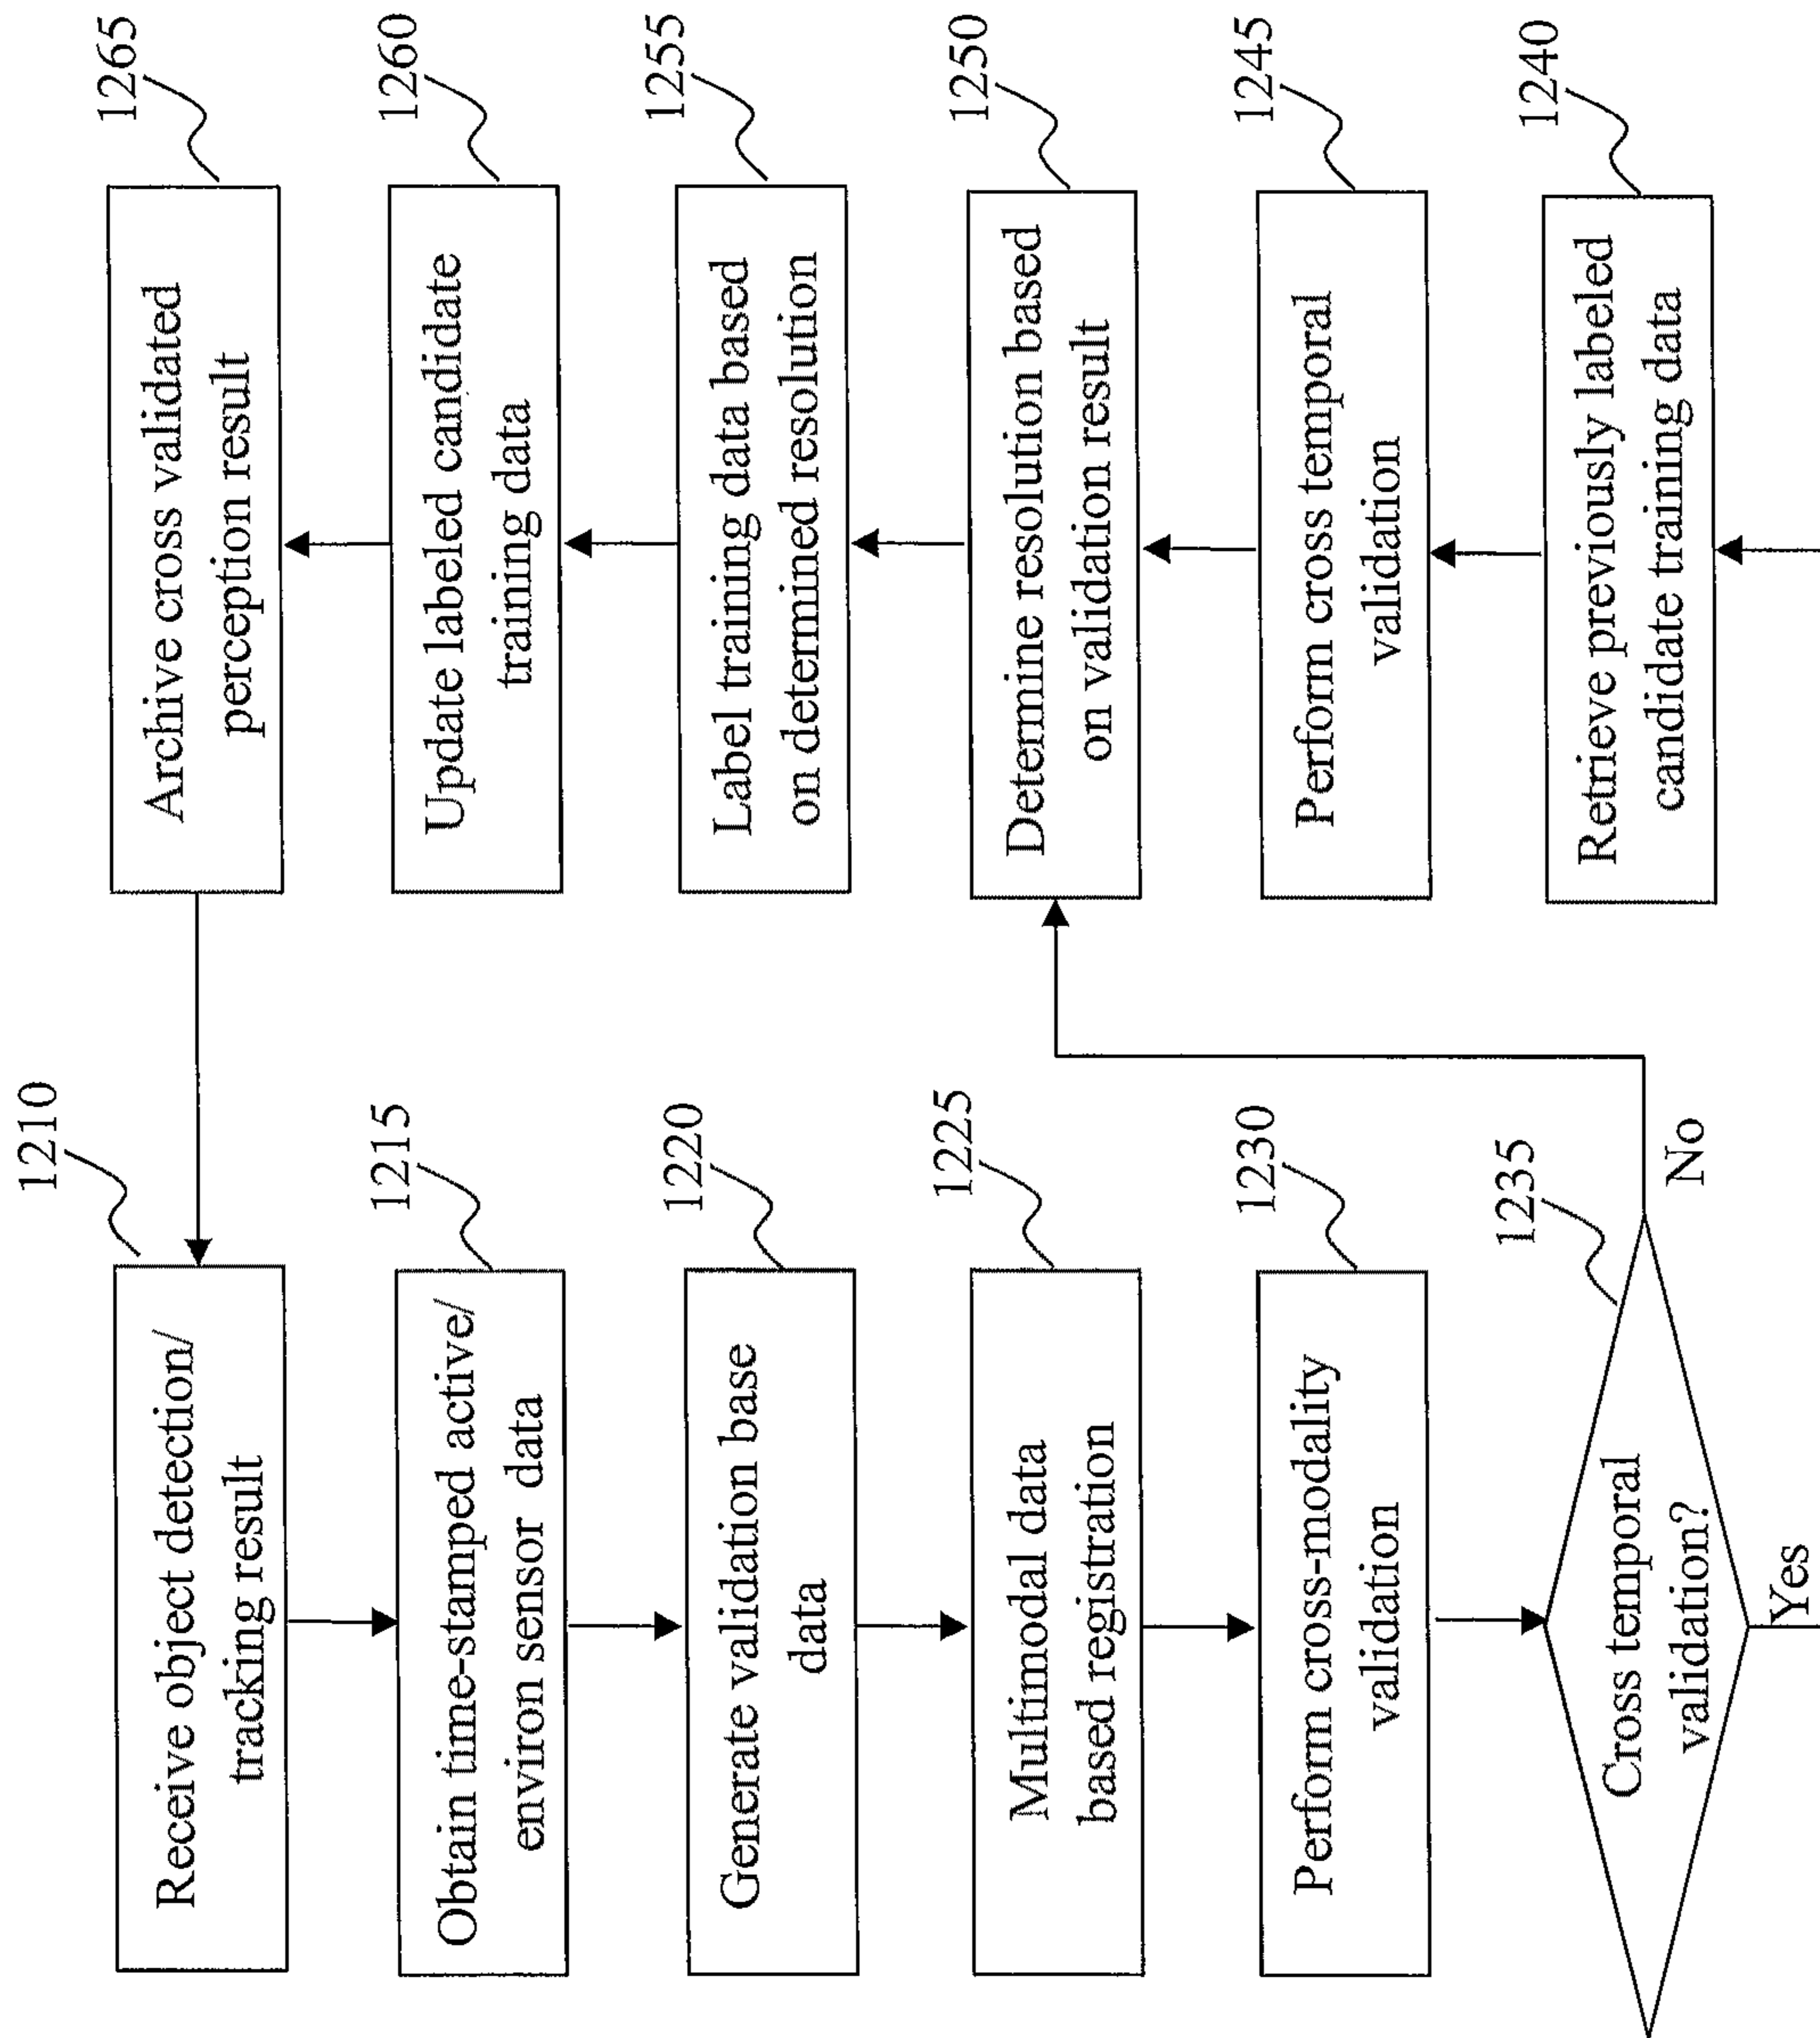 1210
Receive object detection/
tracking result
1215
Obtain time-stamped active/
environ sensor data
1220
Generate validation base
data
1225
Multimodal data
based registration
1230
Perform cross-modality
validation
1235
Cross temporal
validation?
No
Yes
1240
Retrieve previously labeled
candidate training data
1245
Perform cross temporal
validation
1250
Determine resolution based
on validation result
1255
Label training data based
on determined resolution
1260
Update labeled candidate
training data
1265
Archive cross validated
perception result